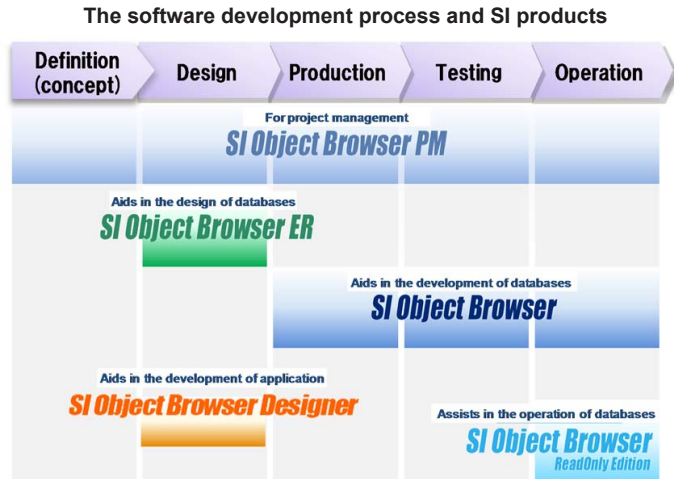 The software development process and SI products
Definition
(concept)
Design
Production
Testing
Operation
For project management
SI Object Browser PM
Aids in the design of databases
SI Object Browser ER
Aids in the development of databases
SI Object Browser
Aids in the development of application
SI Object Browser Designer
Assists in the operation of databases
SI Object Browser
ReadOnly Edition